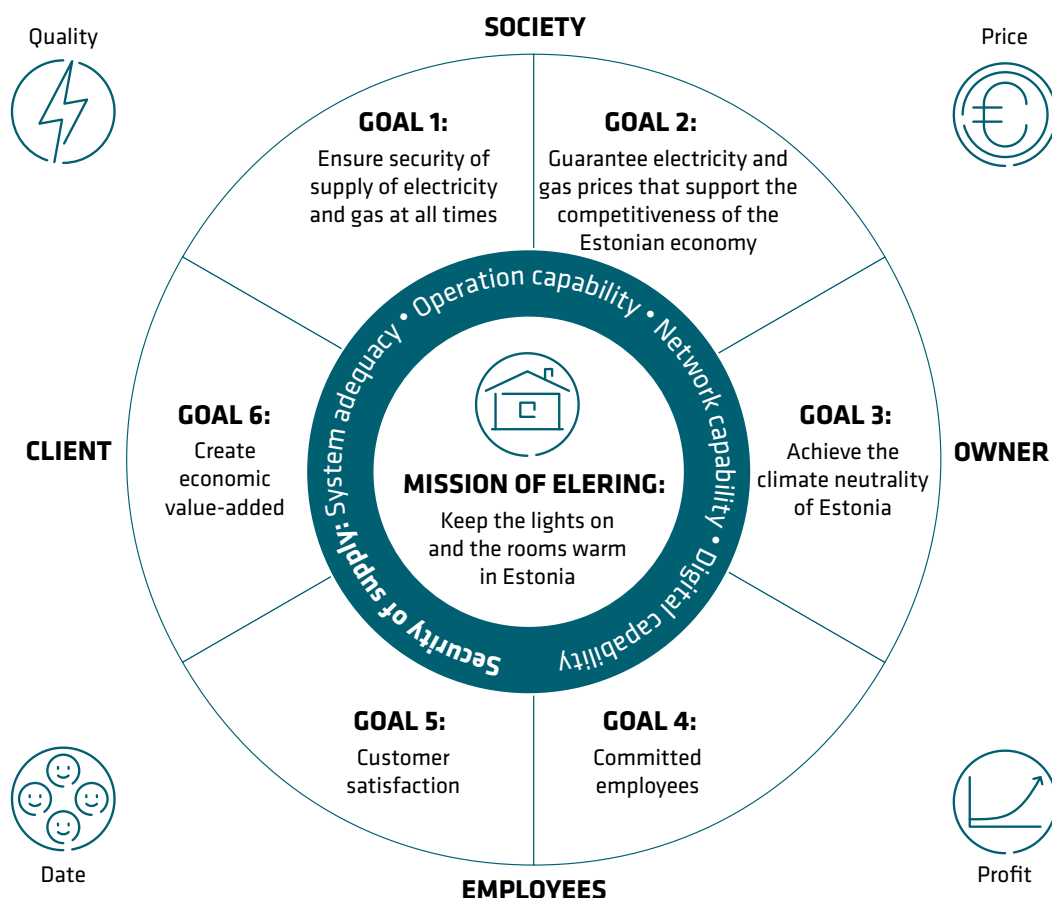 SOCIETY
Quality
Price
GOAL 1:
Ensure security of
supply of electricity
and gas at all times
GOAL 2:
Guarantee electricity and
gas prices that support the
competitiveness of the
Estonian economy
Security of supply: System adequacy • Operation capability • Network capability • Digital capability
MISSION OF ELERING:
Keep the lights on
and the rooms warm
in Estonia
CLIENT
GOAL 6:
Create
economic
value-added
GOAL 3:
Achieve the
climate neutrality
of Estonia
OWNER
GOAL 5:
Customer
satisfaction
GOAL 4:
Committed
employees
Date
Profit
EMPLOYEES